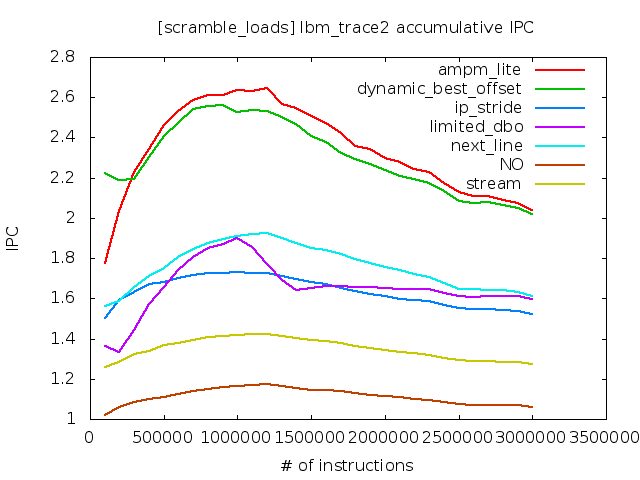 [scramble_loads] lbm_trace2 accumulative IPC
2.8
2.6
2.4
2.2
2
1.8
1.6
1.4
1.2
1
IPC
ampm_lite
dynamic_best_offset
ip_stride
limited_dbo
next_line
NO
stream
0 500000 1000000 1500000 2000000 2500000 3000000 3500000
# of instructions